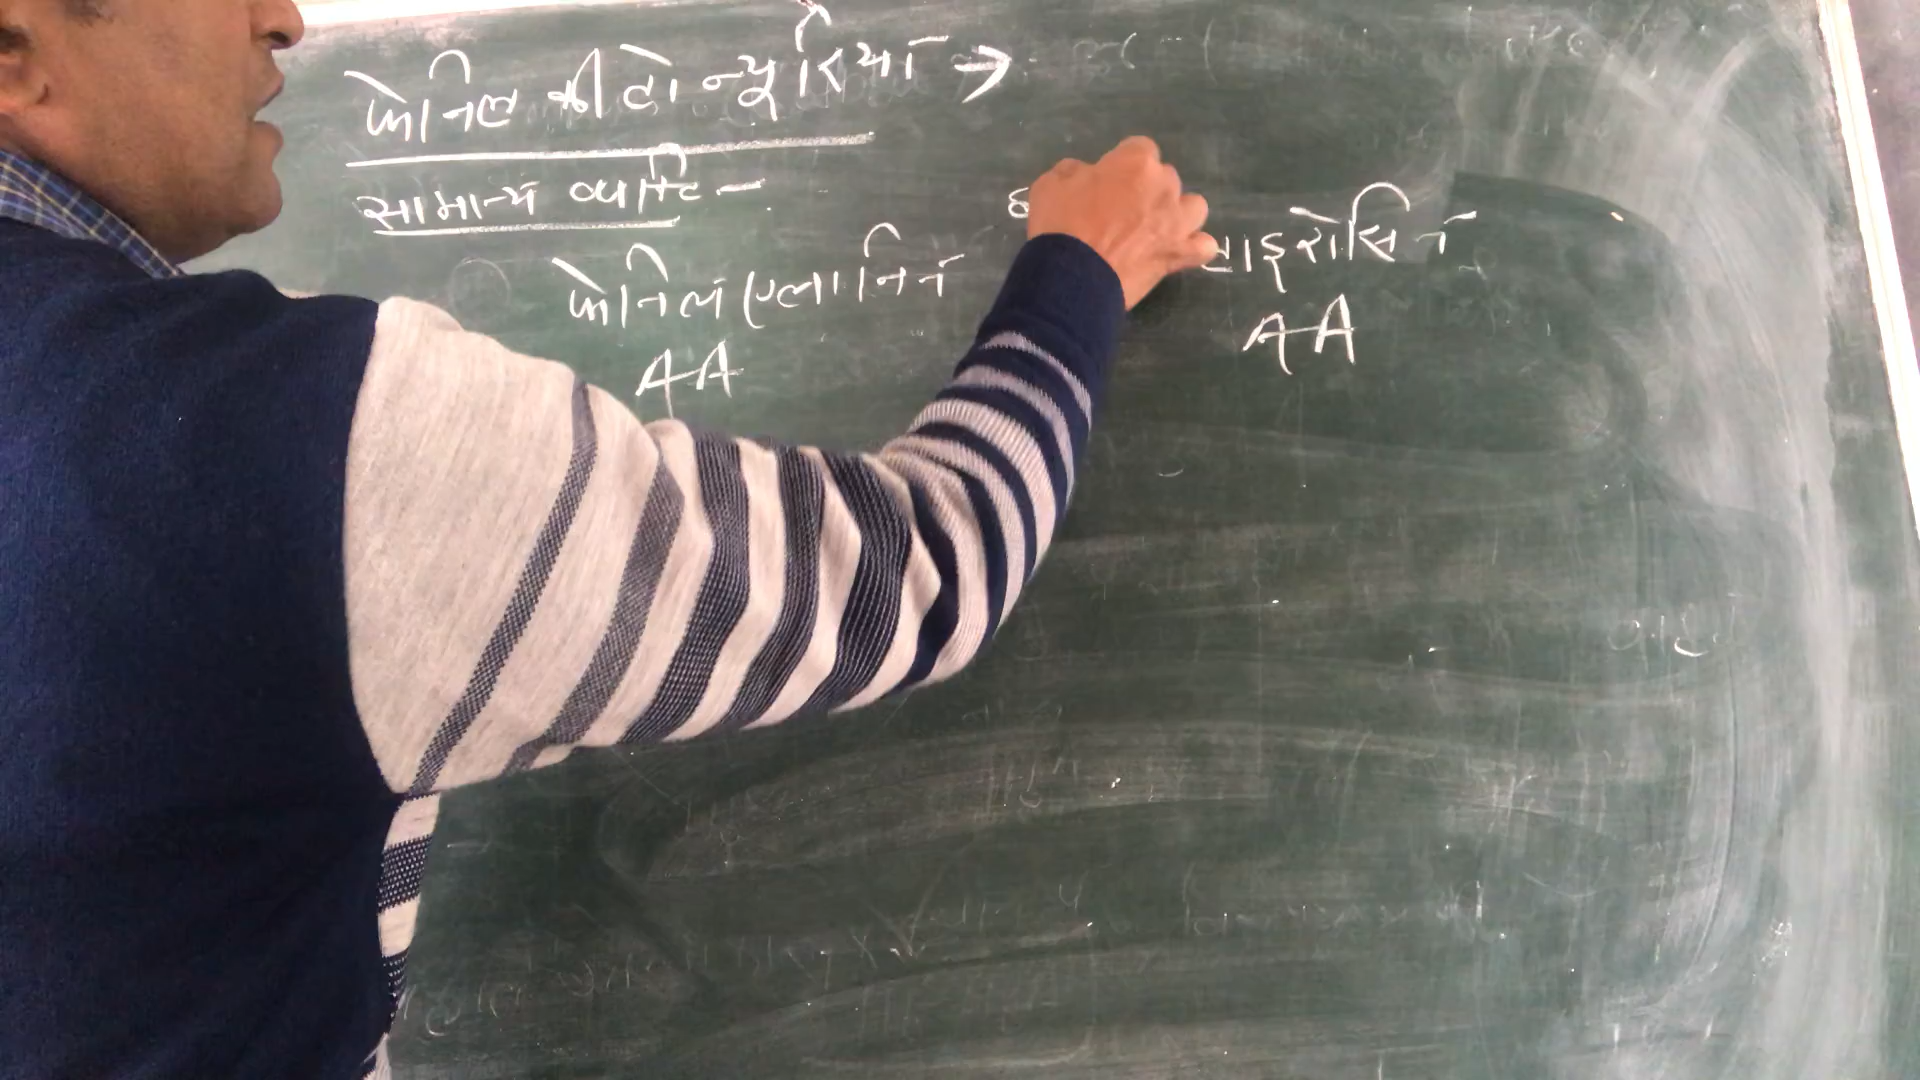 फेनिल कीटोन्यूरिया →
सामान्य व्यक्ति -
फेनिल एलानिन टाइरोसिन
AA AA